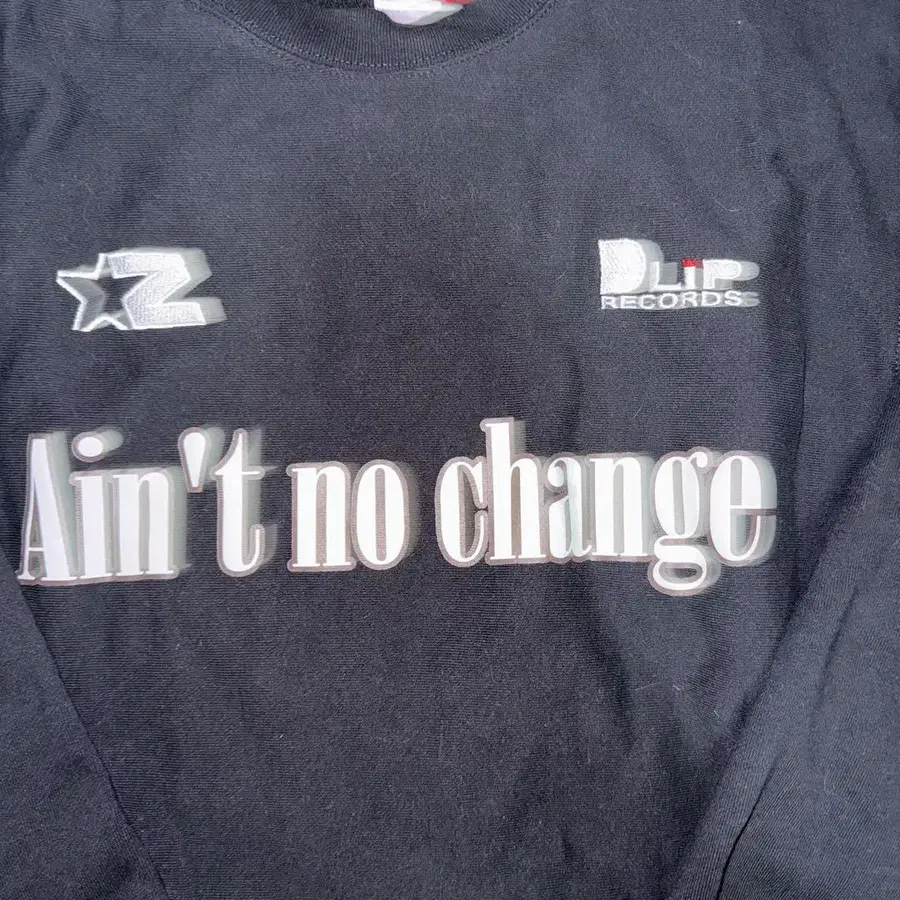 Z
DLiP
RECORDS
Ain't no change